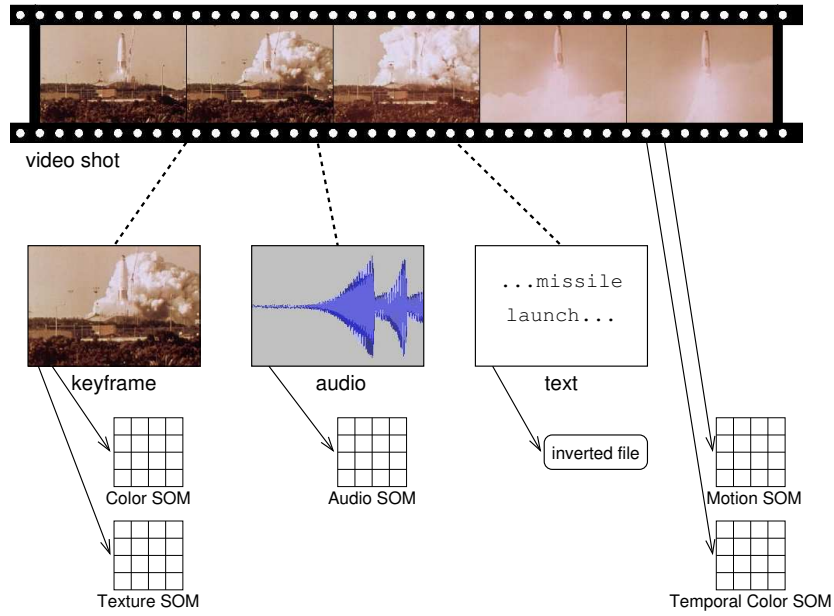 video shot
...missile
launch...
keyframe
audio
text
inverted file
Color SOM
Audio SOM
Motion SOM
Texture SOM
Temporal Color SOM